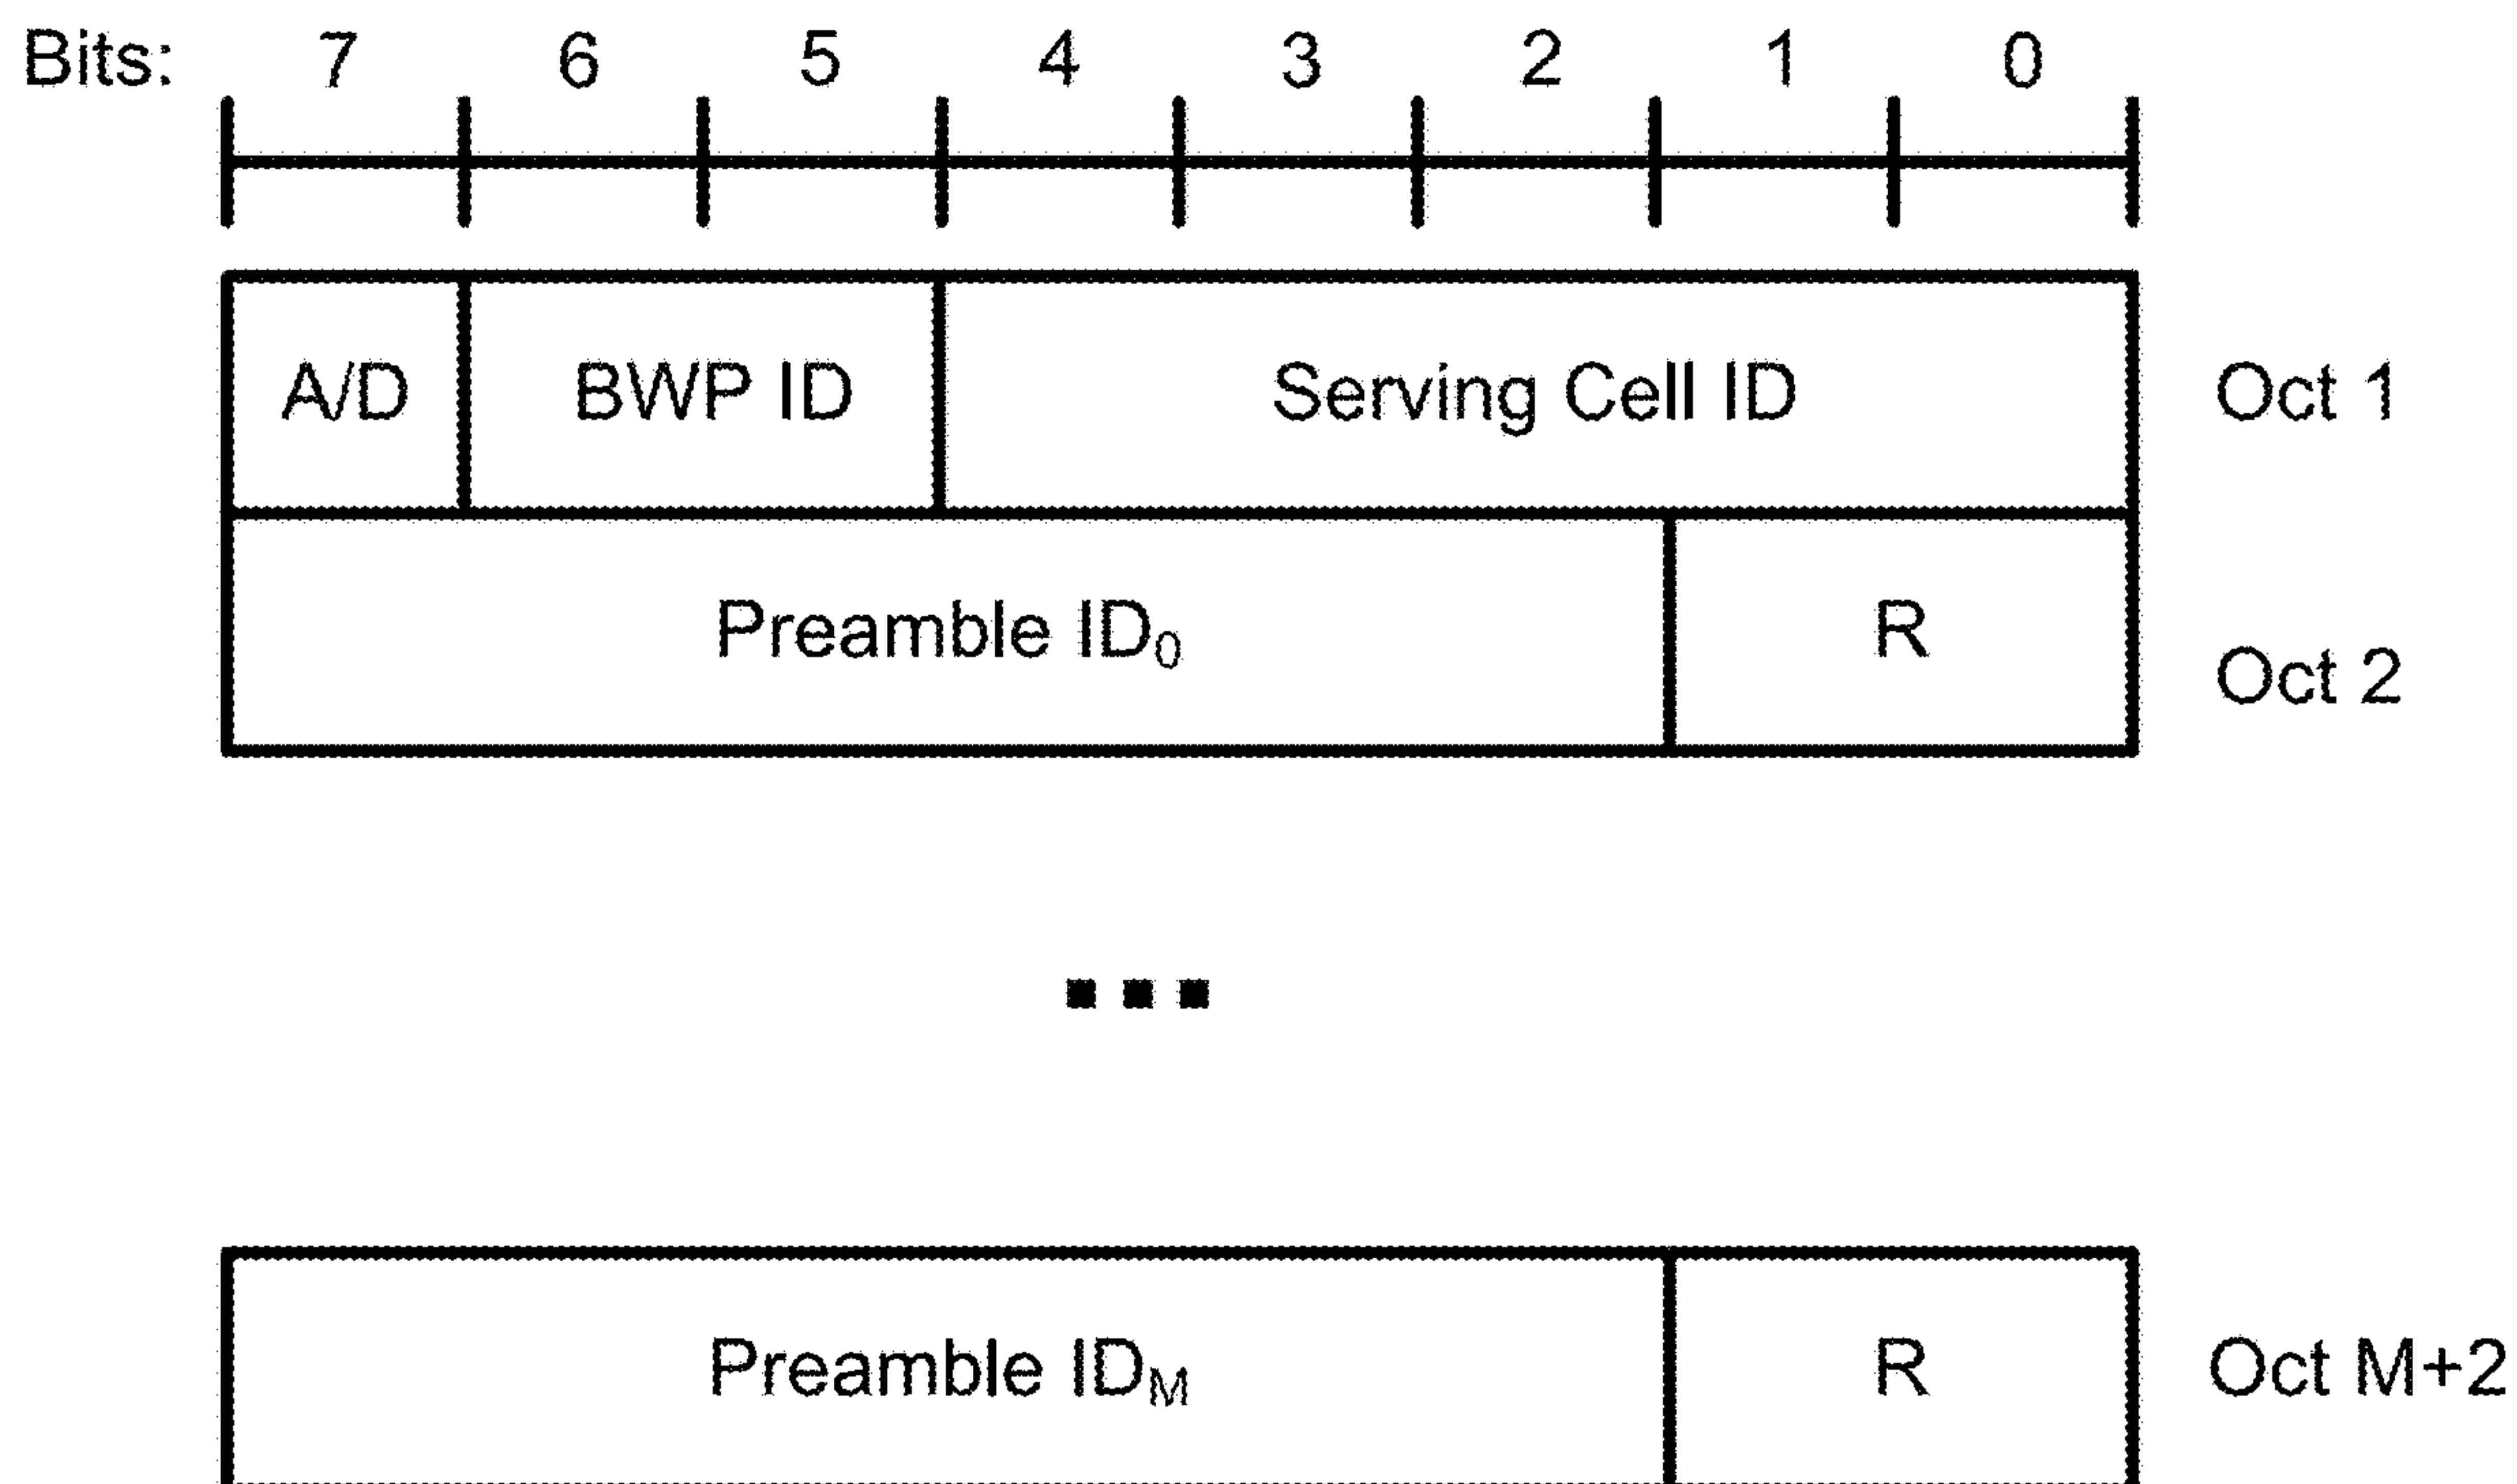 Bits: 7 6 5 4 3 2 1 0
A/D BWP ID Serving Cell ID Oct 1
Preamble ID₀ R Oct 2
Preamble IDM R Oct M+2